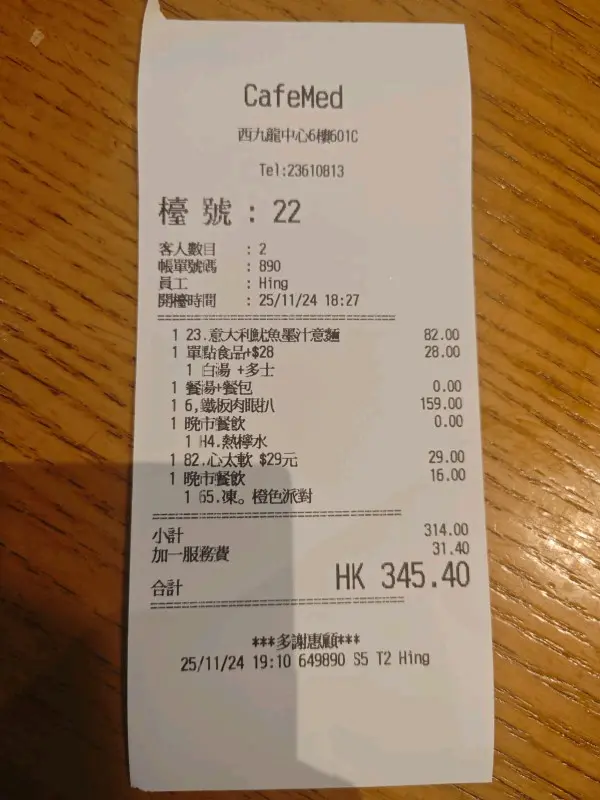 CafeMed
西九龍中心6樓601C
Tel:23610813
檯 號 : 22
客人數目 : 2
帳單號碼 : 890
員工 : Hing
開檯時間 : 25/11/24 18:27
1 23.意大利魷魚墨汁意麵 82.00
1 單點食品+$28 28.00
1 白湯 +多士
1 餐湯+餐包 0.00
1 6,鐵板肉眼扒 159.00
1 晚市餐飲 0.00
1 H4.熱檸水
1 82.心太軟 $29元 29.00
1 晚市餐飲 16.00
1 65.凍。橙色派對
小計 314.00
加一服務費 31.40
合計 HK 345.40
***多謝惠顧***
25/11/24 19:10 649890 S5 T2 Hing